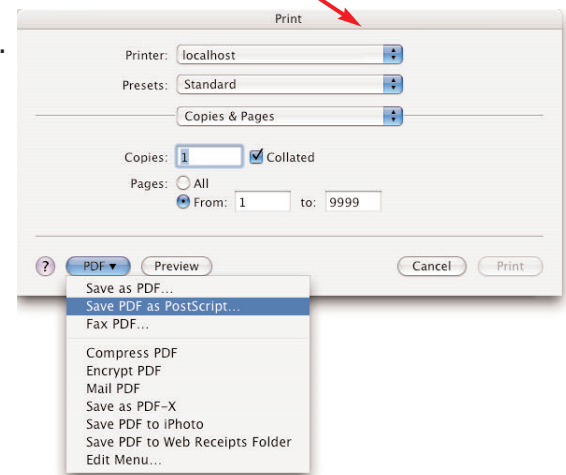 Print
Printer: localhost
Presets: Standard
Copies & Pages
Copies: 1 Collated
Pages: All
From: 1 to: 9999
? PDF ▼ Preview Cancel Print
Save as PDF...
Save PDF as PostScript...
Fax PDF...
Compress PDF
Encrypt PDF
Mail PDF
Save as PDF-X
Save PDF to iPhoto
Save PDF to Web Receipts Folder
Edit Menu...